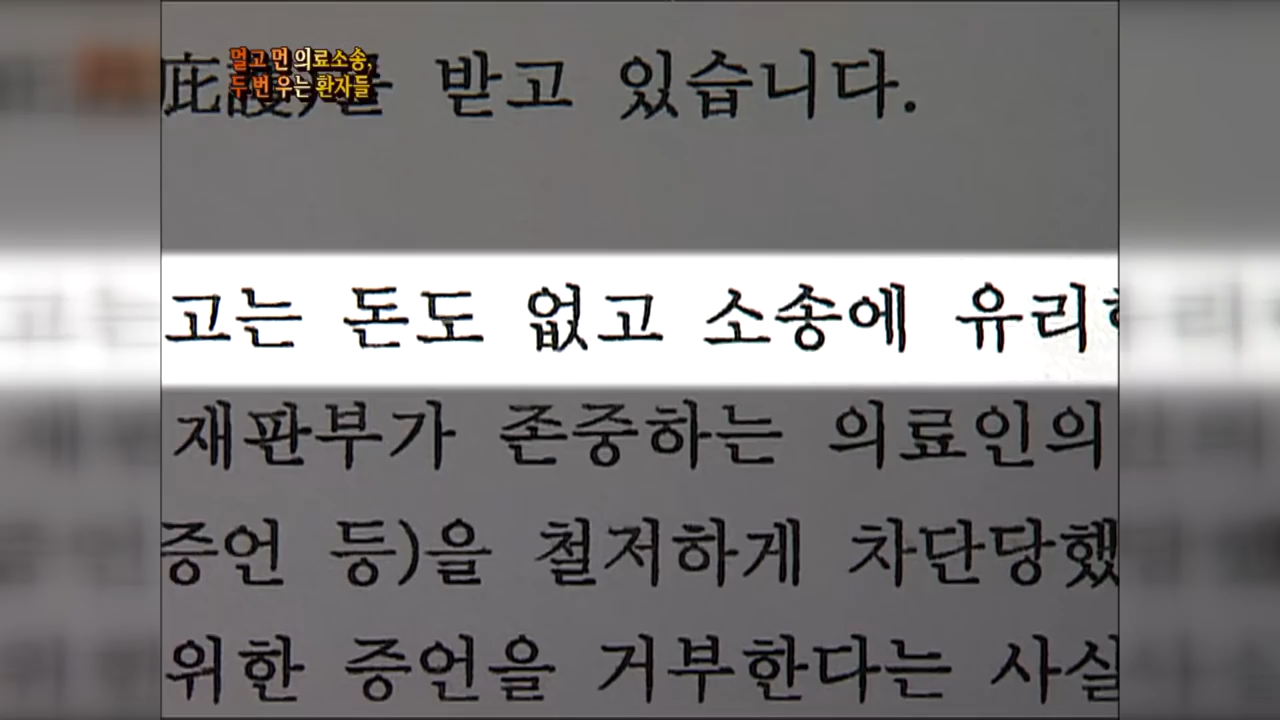 멀고 먼 의료소송,
두 번 우는 환자들
庇護)를 받고 있습니다.
고는 돈도 없고 소송에 유리
재판부가 존중하는 의료인의
증언 등)을 철저하게 차단당했
위한 증언을 거부한다는 사실